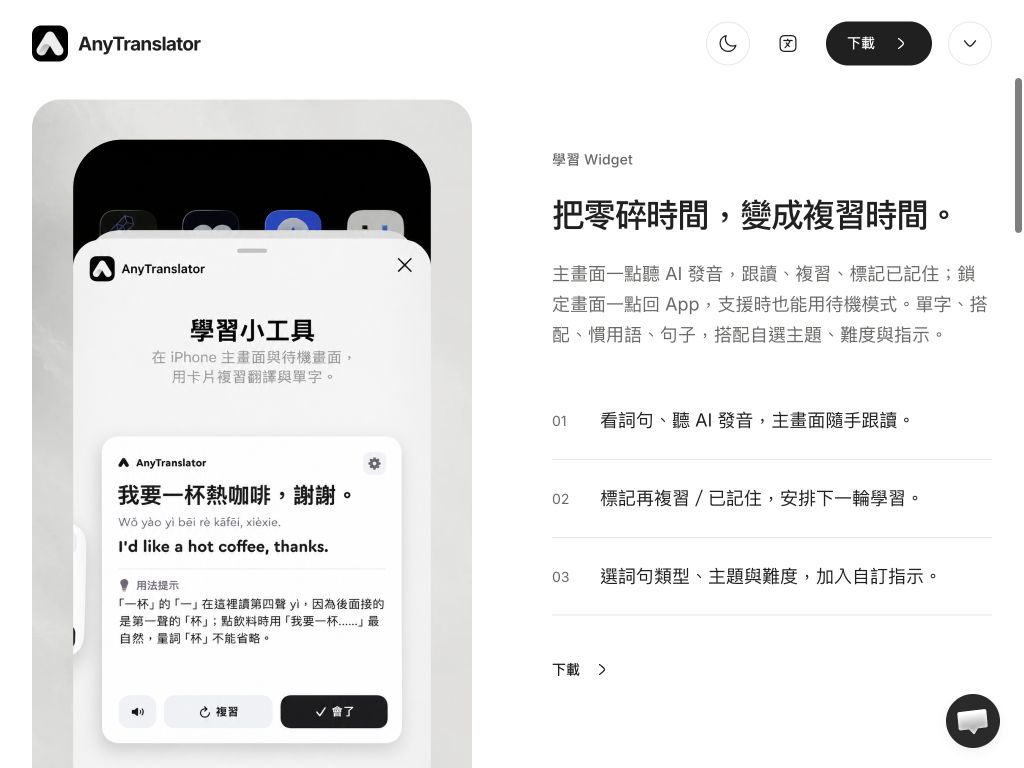 AnyTranslator
下載
學習 Widget
把零碎時間，變成複習時間。
主畫面一點聽 AI 發音，跟讀、複習、標記已記住；鎖
定畫面一點回 App，支援時也能用待機模式。單字、搭
配、慣用語、句子，搭配自選主題、難度與指示。
01 看詞句、聽 AI 發音，主畫面隨手跟讀。
02 標記再複習 / 已記住，安排下一輪學習。
03 選詞句類型、主題與難度，加入自訂指示。
下載
AnyTranslator
學習小工具
在 iPhone 主畫面與待機畫面，
用卡片複習翻譯與單字。
AnyTranslator
我要一杯熱咖啡，謝謝。
Wǒ yào yì bēi rè kāfēi, xièxie.
I'd like a hot coffee, thanks.
用法提示
「一杯」的「一」在這裡讀第四聲 yì，因為後面接的
是第一聲的「杯」；點飲料時用「我要一杯……」最
自然，量詞「杯」不能省略。
複習
會了